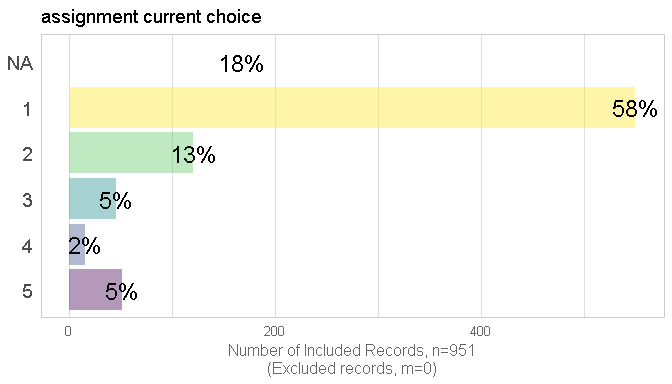 assignment current choice
NA 18%
1 58%
2 13%
3 5%
4 2%
5 5%
0 200 400
Number of Included Records, n=951
(Excluded records, m=0)